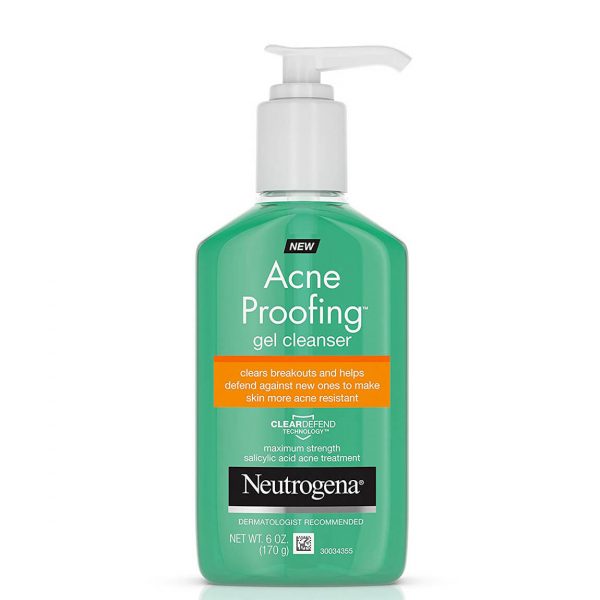 NEW
Acne
Proofing™
gel cleanser
clears breakouts and helps
defend against new ones to make
skin more acne resistant
CLEARDEFEND
TECHNOLOGY™
maximum strength
salicylic acid acne treatment
Neutrogena®
DERMATOLOGIST RECOMMENDED
NET WT. 6 OZ.
(170 g)
30034355